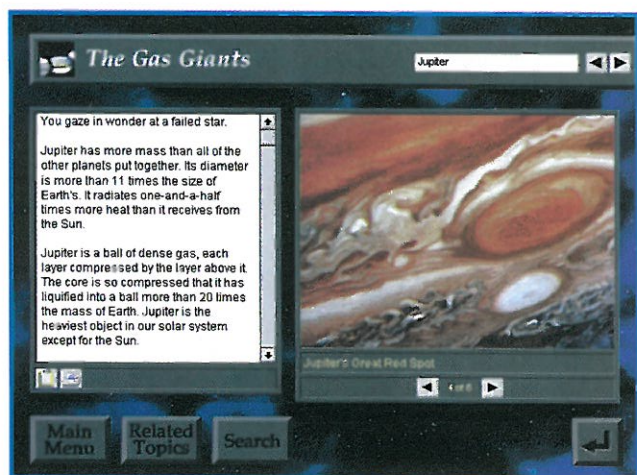 The Gas Giants
Jupiter
You gaze in wonder at a failed star.
Jupiter has more mass than all of the
other planets put together. Its diameter
is more than 11 times the size of
Earth's. It radiates one-and-a-half
times more heat than it receives from
the Sun.
Jupiter is a ball of dense gas, each
layer compressed by the layer above it.
The core is so compressed that it has
liquified into a ball more than 20 times
the mass of Earth. Jupiter is the
heaviest object in our solar system
except for the Sun.
Jupiter's Great Red Spot
4 of 6
Main
Menu
Related
Topics
Search